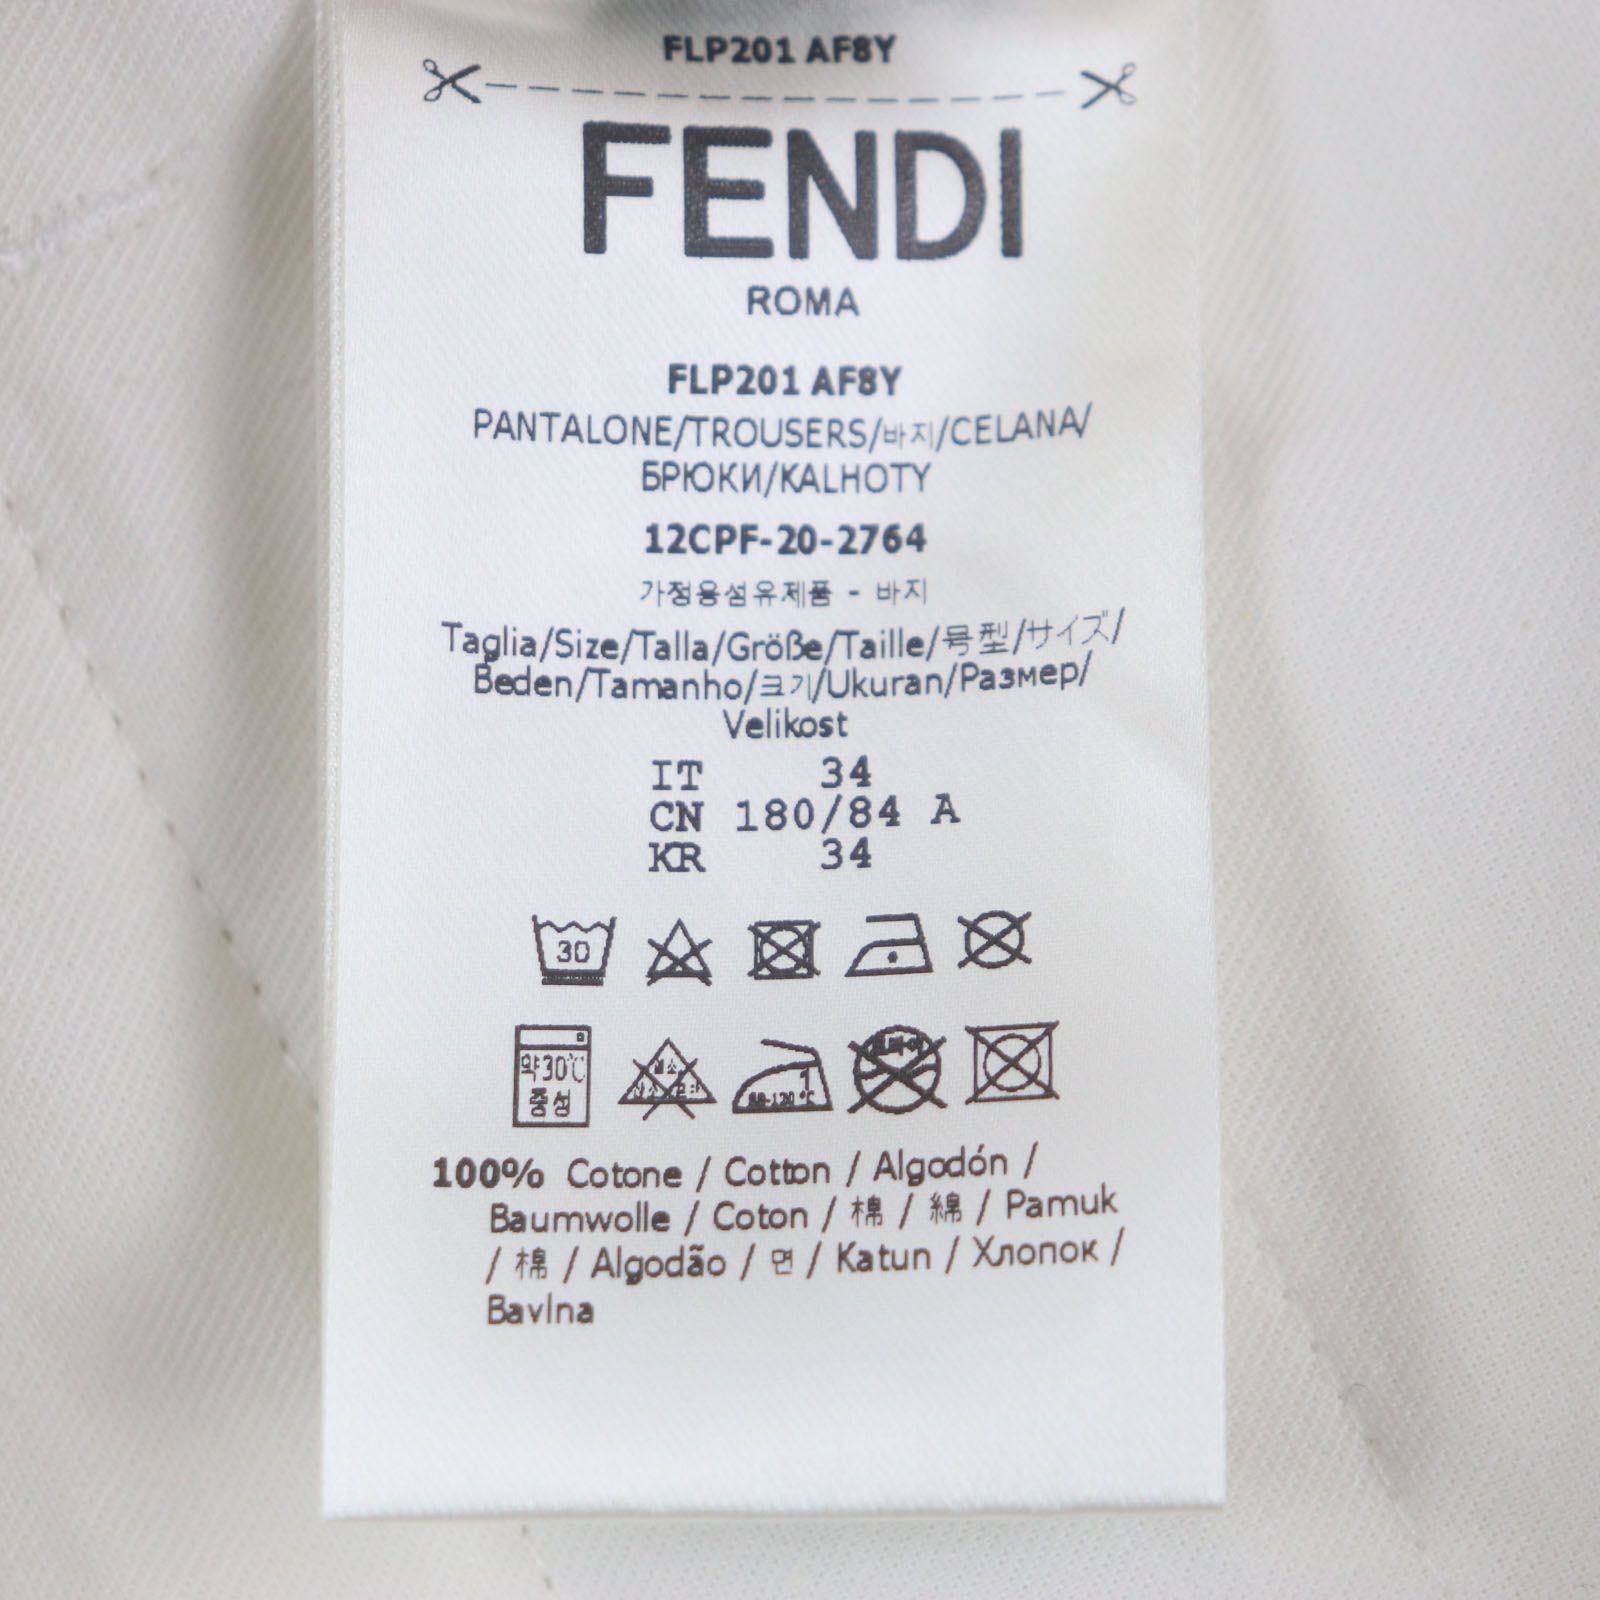 FLP201 AF8Y
FENDI
ROMA
FLP201 AF8Y
PANTALONE/TROUSERS/바지/CELANA/
БРЮКИ/KALHOTY
12CPF-20-2764
가정용섬유제품 - 바지
Taglia/Size/Talla/Größe/Taille/号型/サイズ/
Beden/Tamanho/크기/Ukuran/Размер/
Velikost
IT 34
CN 180/84 A
KR 34
30
약30℃
중성
100% Cotone / Cotton / Algodón /
Baumwolle / Coton / 棉 / 綿 / Pamuk
/ 棉 / Algodão / 면 / Katun / Хлопок /
Bavlna